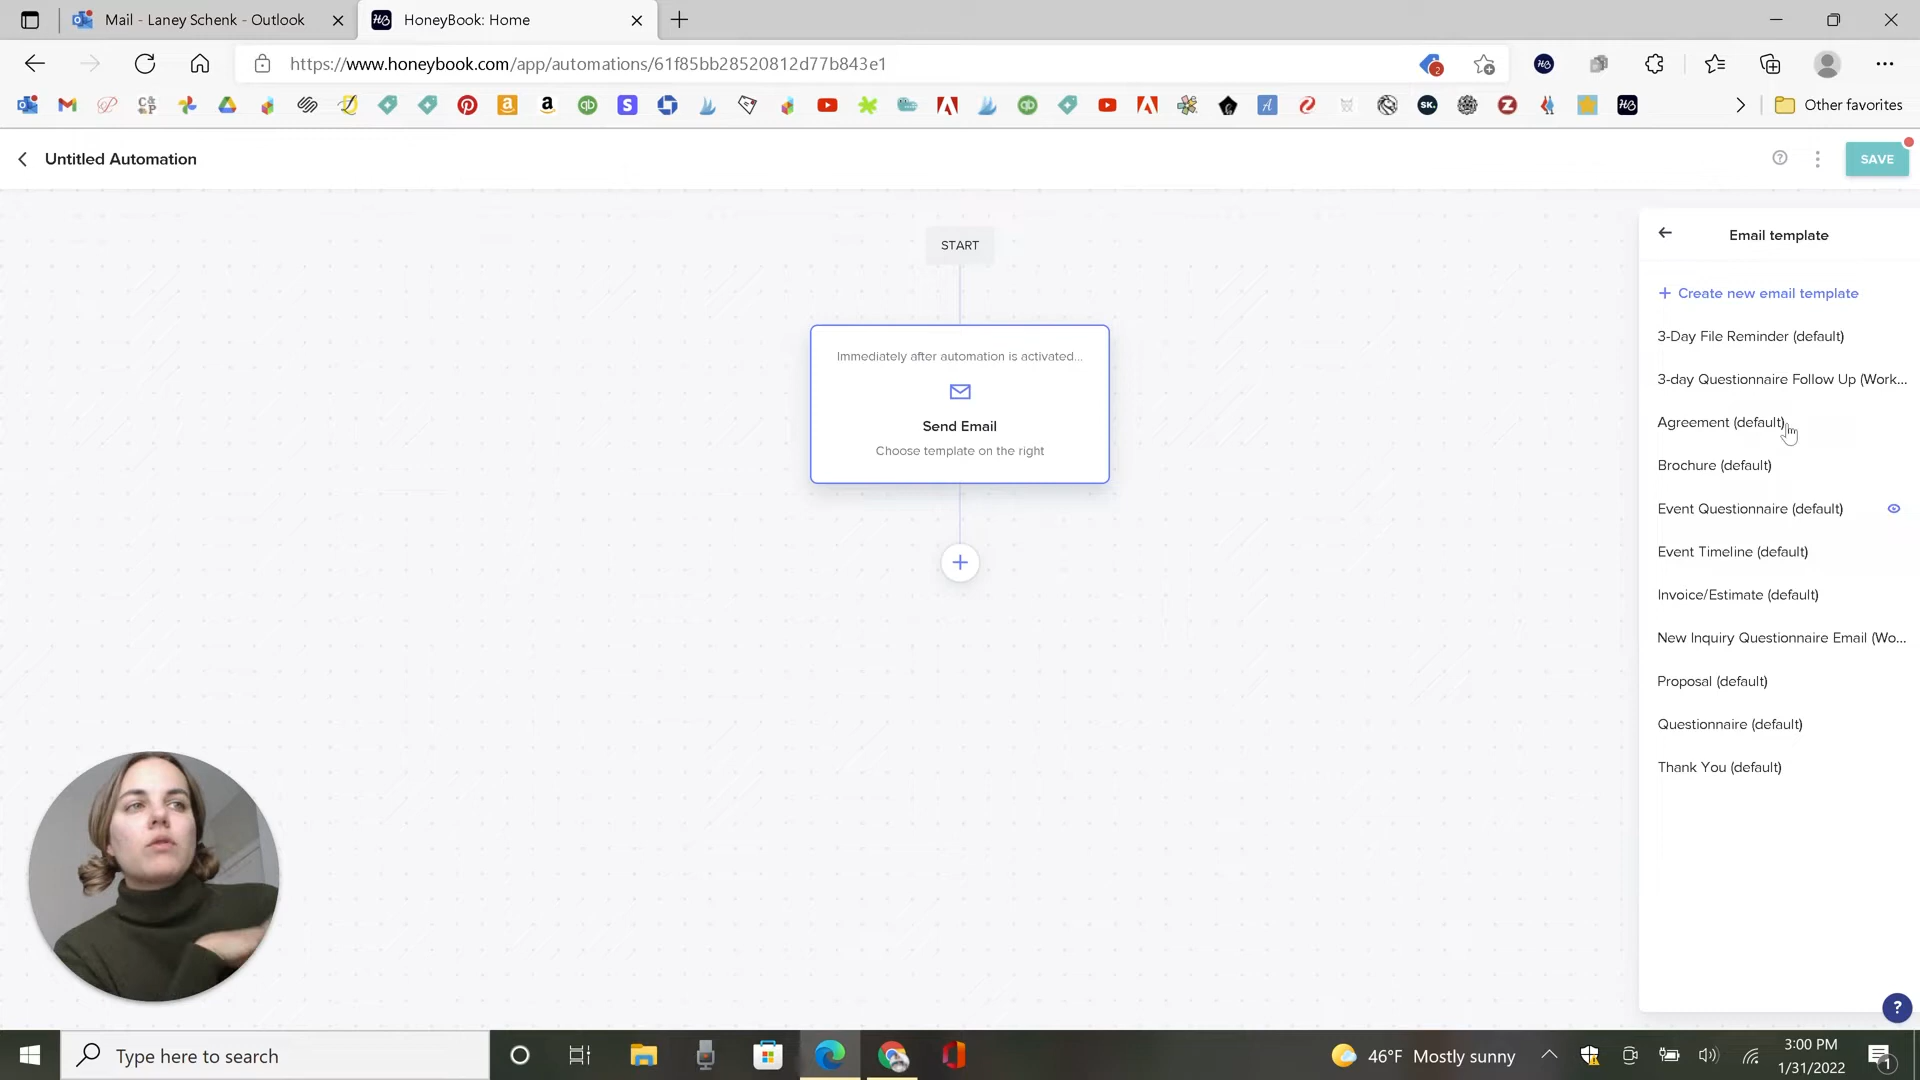 Mail - Laney Schenk - Outlook
HoneyBook: Home
https://www.honeybook.com/app/automations/61f85bb28520812d77b843e1
2
Other favorites
Untitled Automation
SAVE
START
Immediately after automation is activated...
Send Email
Choose template on the right
Email template
+ Create new email template
3-Day File Reminder (default)
3-day Questionnaire Follow Up (Work...
Agreement (default)
Brochure (default)
Event Questionnaire (default)
Event Timeline (default)
Invoice/Estimate (default)
New Inquiry Questionnaire Email (Wo...
Proposal (default)
Questionnaire (default)
Thank You (default)
?
Type here to search
46°F Mostly sunny
3:00 PM
1/31/2022
1